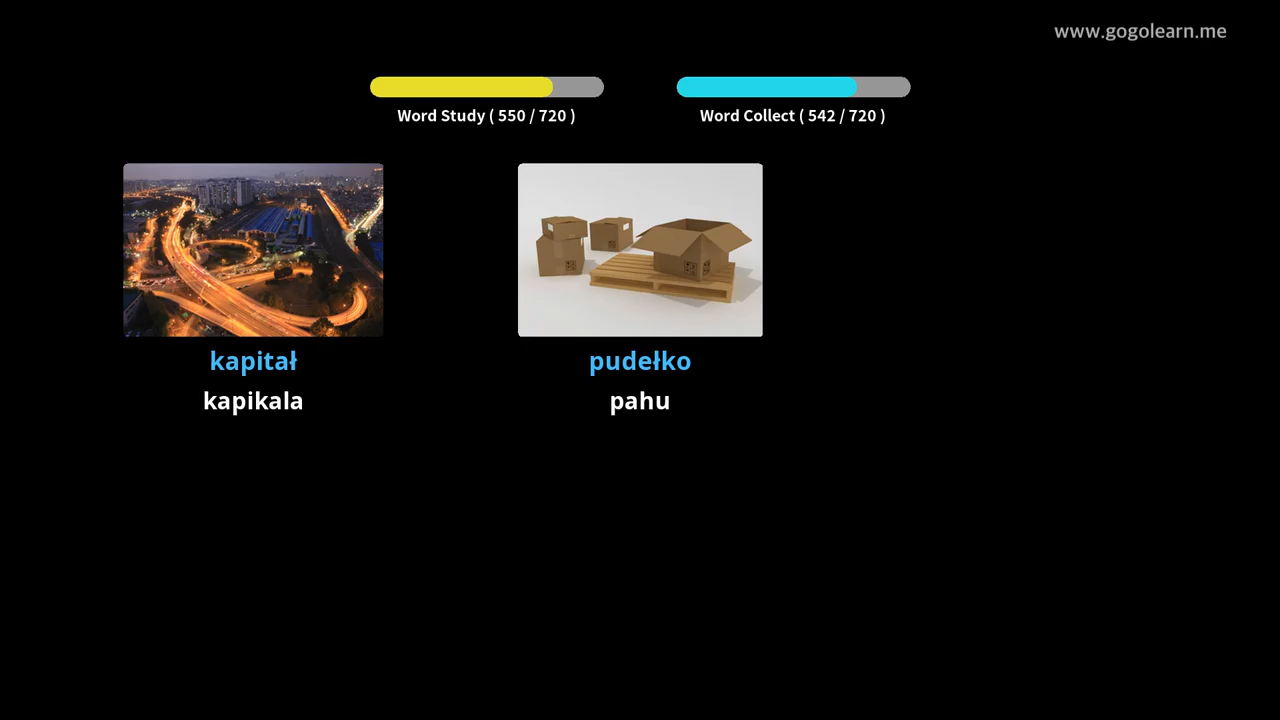 www.gogolearn.me
Word Study ( 550 / 720 )
Word Collect ( 542 / 720 )
kapitał
kapikala
pudełko
pahu